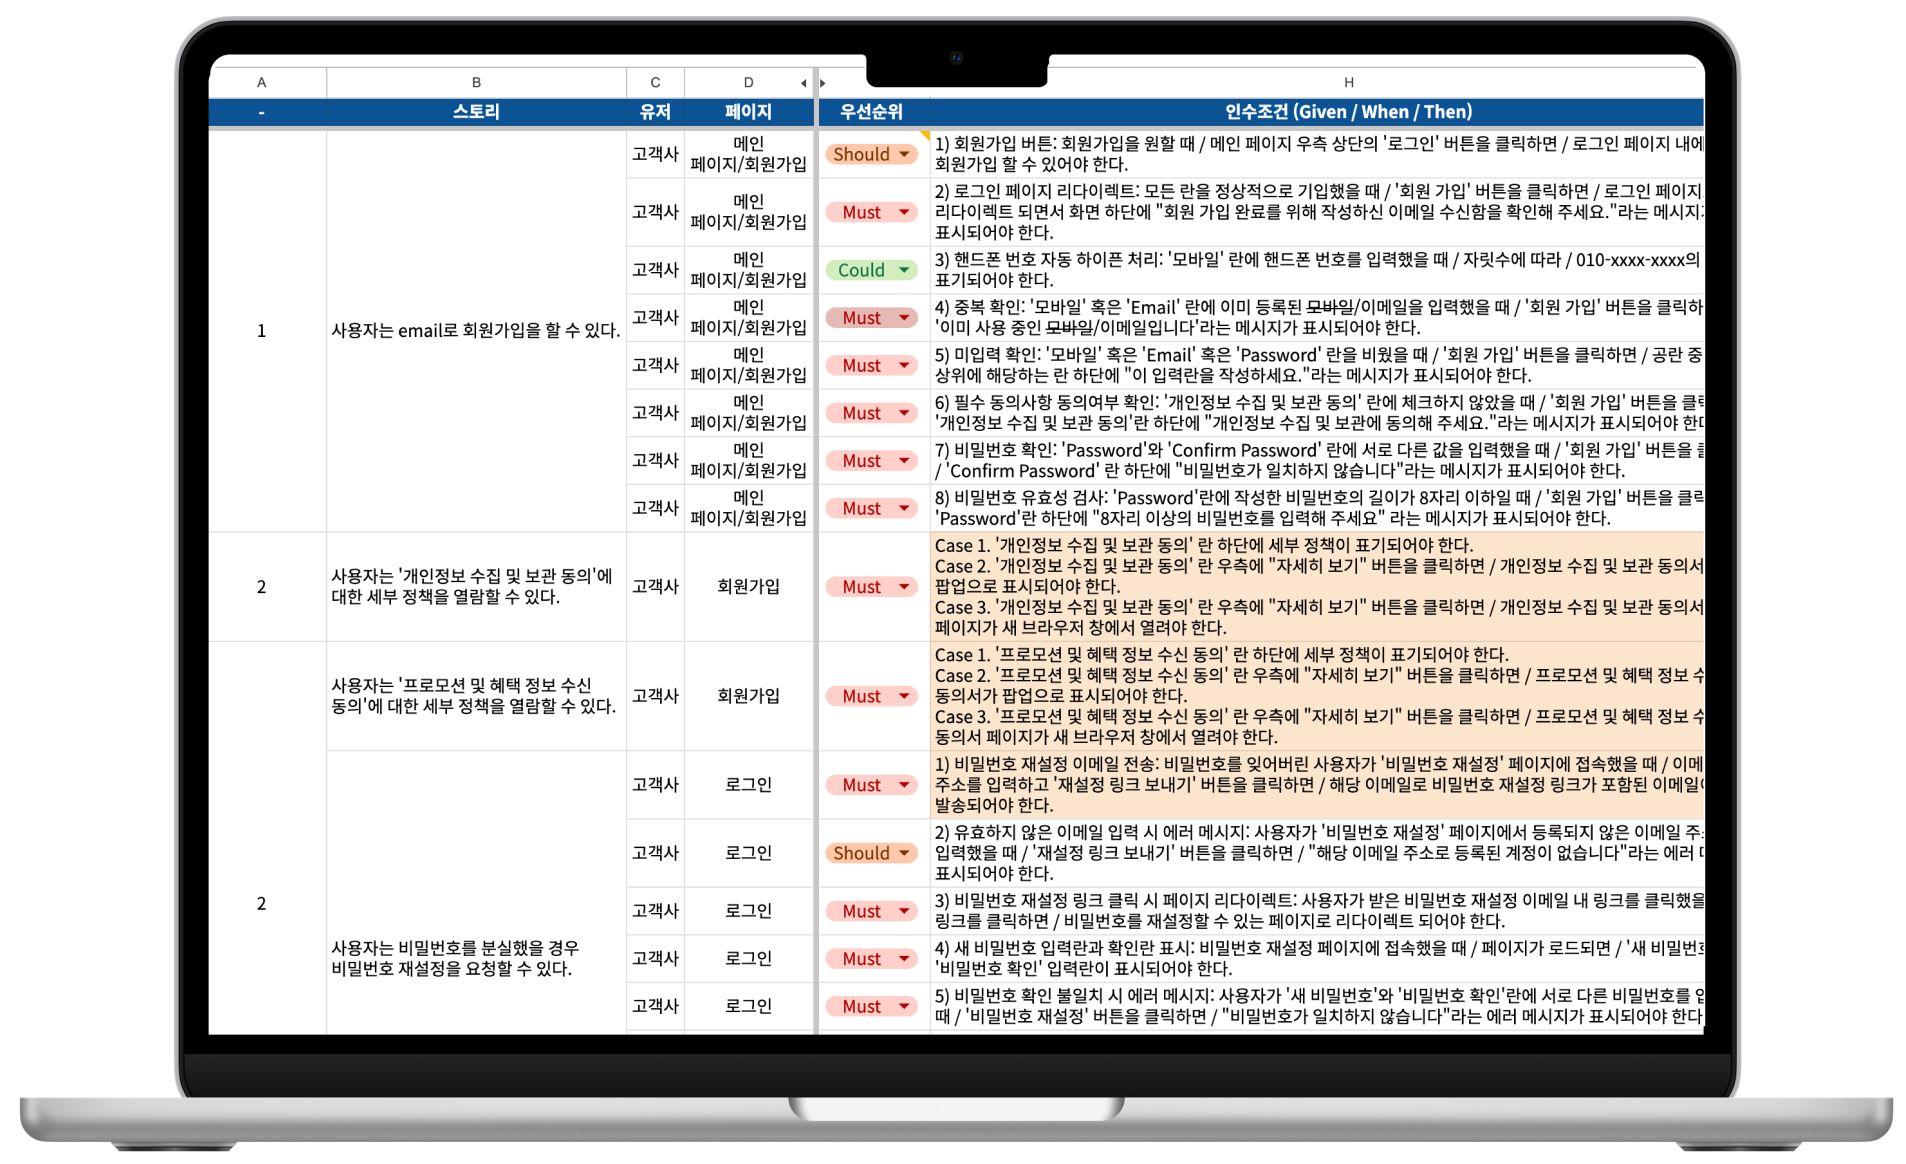 A B C D H
- 스토리 유저 페이지 우선순위 인수조건 (Given / When / Then)
1
사용자는 email로 회원가입을 할 수 있다.
고객사
메인
페이지/회원가입
Should
1) 회원가입 버튼: 회원가입을 원할 때 / 메인 페이지 우측 상단의 '로그인' 버튼을 클릭하면 / 로그인 페이지 내에
회원가입 할 수 있어야 한다.
고객사
메인
페이지/회원가입
Must
2) 로그인 페이지 리다이렉트: 모든 란을 정상적으로 기입했을 때 / '회원 가입' 버튼을 클릭하면 / 로그인 페이지
리다이렉트 되면서 화면 하단에 "회원 가입 완료를 위해 작성하신 이메일 수신함을 확인해 주세요."라는 메시지
표시되어야 한다.
고객사
메인
페이지/회원가입
Could
3) 핸드폰 번호 자동 하이픈 처리: '모바일' 란에 핸드폰 번호를 입력했을 때 / 자릿수에 따라 / 010-xxxx-xxxx의
표기되어야 한다.
고객사
메인
페이지/회원가입
Must
4) 중복 확인: '모바일' 혹은 'Email' 란에 이미 등록된 모바일/이메일을 입력했을 때 / '회원 가입' 버튼을 클릭하
'이미 사용 중인 모바일/이메일입니다'라는 메시지가 표시되어야 한다.
고객사
메인
페이지/회원가입
Must
5) 미입력 확인: '모바일' 혹은 'Email' 혹은 'Password' 란을 비웠을 때 / '회원 가입' 버튼을 클릭하면 / 공란 중
상위에 해당하는 란 하단에 "이 입력란을 작성하세요."라는 메시지가 표시되어야 한다.
고객사
메인
페이지/회원가입
Must
6) 필수 동의사항 동의여부 확인: '개인정보 수집 및 보관 동의' 란에 체크하지 않았을 때 / '회원 가입' 버튼을 클릭
'개인정보 수집 및 보관 동의'란 하단에 "개인정보 수집 및 보관에 동의해 주세요."라는 메시지가 표시되어야 한다
고객사
메인
페이지/회원가입
Must
7) 비밀번호 확인: 'Password'와 'Confirm Password' 란에 서로 다른 값을 입력했을 때 / '회원 가입' 버튼을 클
/ 'Confirm Password' 란 하단에 "비밀번호가 일치하지 않습니다"라는 메시지가 표시되어야 한다.
고객사
메인
페이지/회원가입
Must
8) 비밀번호 유효성 검사: 'Password'란에 작성한 비밀번호의 길이가 8자리 이하일 때 / '회원 가입' 버튼을 클릭
'Password'란 하단에 "8자리 이상의 비밀번호를 입력해 주세요" 라는 메시지가 표시되어야 한다.
2
사용자는 '개인정보 수집 및 보관 동의'에
대한 세부 정책을 열람할 수 있다.
고객사
회원가입
Must
Case 1. '개인정보 수집 및 보관 동의' 란 하단에 세부 정책이 표기되어야 한다.
Case 2. '개인정보 수집 및 보관 동의' 란 우측에 "자세히 보기" 버튼을 클릭하면 / 개인정보 수집 및 보관 동의서
팝업으로 표시되어야 한다.
Case 3. '개인정보 수집 및 보관 동의' 란 우측에 "자세히 보기" 버튼을 클릭하면 / 개인정보 수집 및 보관 동의서
페이지가 새 브라우저 창에서 열려야 한다.
2
사용자는 '프로모션 및 혜택 정보 수신
동의'에 대한 세부 정책을 열람할 수 있다.
고객사
회원가입
Must
Case 1. '프로모션 및 혜택 정보 수신 동의' 란 하단에 세부 정책이 표기되어야 한다.
Case 2. '프로모션 및 혜택 정보 수신 동의' 란 우측에 "자세히 보기" 버튼을 클릭하면 / 프로모션 및 혜택 정보 수
동의서가 팝업으로 표시되어야 한다.
Case 3. '프로모션 및 혜택 정보 수신 동의' 란 우측에 "자세히 보기" 버튼을 클릭하면 / 프로모션 및 혜택 정보 수
동의서 페이지가 새 브라우저 창에서 열려야 한다.
사용자는 비밀번호를 분실했을 경우
비밀번호 재설정을 요청할 수 있다.
고객사
로그인
Must
1) 비밀번호 재설정 이메일 전송: 비밀번호를 잊어버린 사용자가 '비밀번호 재설정' 페이지에 접속했을 때 / 이메
주소를 입력하고 '재설정 링크 보내기' 버튼을 클릭하면 / 해당 이메일로 비밀번호 재설정 링크가 포함된 이메일
발송되어야 한다.
고객사
로그인
Should
2) 유효하지 않은 이메일 입력 시 에러 메시지: 사용자가 '비밀번호 재설정' 페이지에서 등록되지 않은 이메일 주
입력했을 때 / '재설정 링크 보내기' 버튼을 클릭하면 / "해당 이메일 주소로 등록된 계정이 없습니다"라는 에러
표시되어야 한다.
고객사
로그인
Must
3) 비밀번호 재설정 링크 클릭 시 페이지 리다이렉트: 사용자가 받은 비밀번호 재설정 이메일 내 링크를 클릭했을
링크를 클릭하면 / 비밀번호를 재설정할 수 있는 페이지로 리다이렉트 되어야 한다.
고객사
로그인
Must
4) 새 비밀번호 입력란과 확인란 표시: 비밀번호 재설정 페이지에 접속했을 때 / 페이지가 로드되면 / '새 비밀번호
'비밀번호 확인' 입력란이 표시되어야 한다.
고객사
로그인
Must
5) 비밀번호 확인 불일치 시 에러 메시지: 사용자가 '새 비밀번호'와 '비밀번호 확인'란에 서로 다른 비밀번호를
때 / '비밀번호 재설정' 버튼을 클릭하면 / "비밀번호가 일치하지 않습니다"라는 에러 메시지가 표시되어야 한다